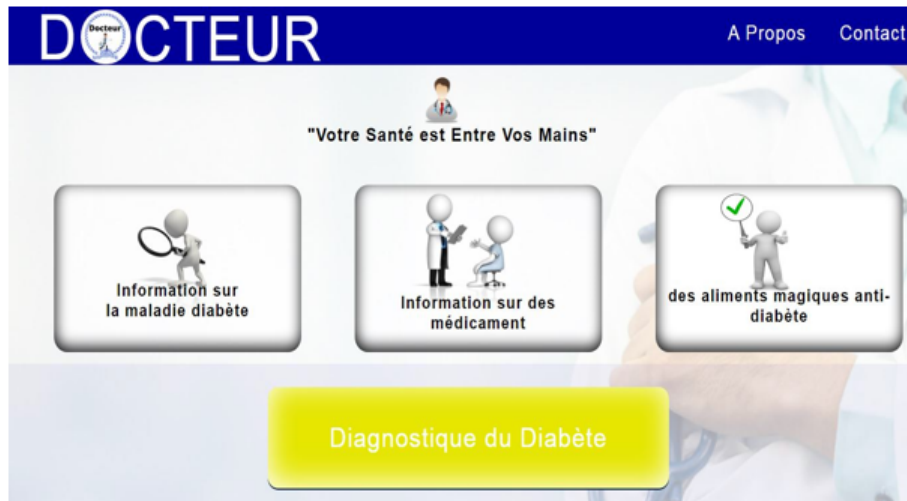 DOCTEUR
Docteur
A Propos Contact
"Votre Santé est Entre Vos Mains"
Information sur
la maladie diabète
Information sur des
médicament
des aliments magiques anti-
diabète
Diagnostique du Diabète